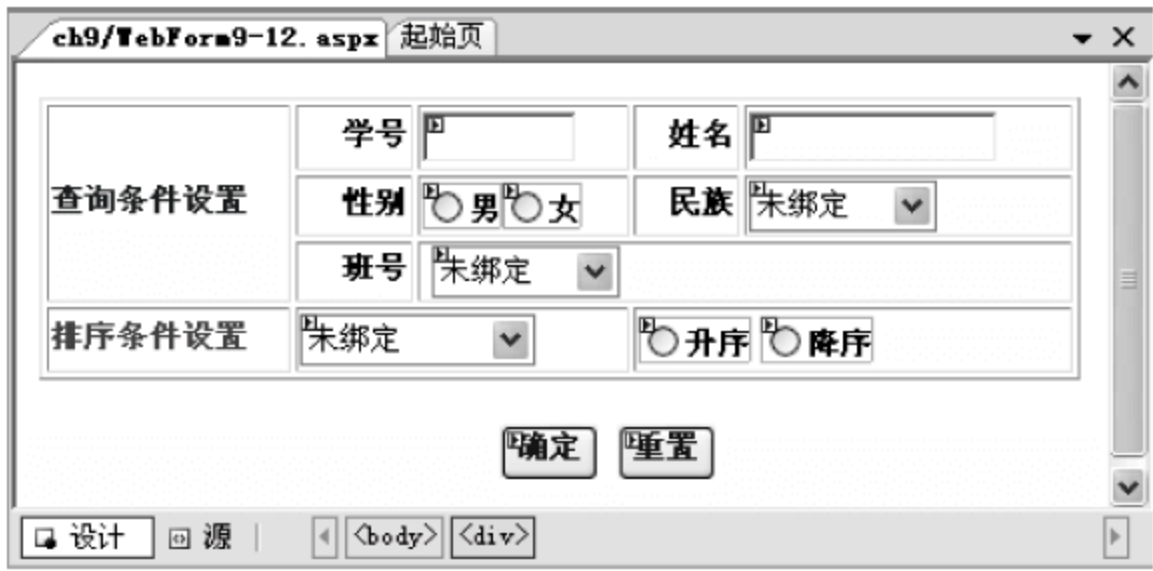 ch9/WebForm9-12.aspx 起始页
学号 姓名
查询条件设置 性别 男 女 民族 未绑定
班号 未绑定
排序条件设置 未绑定 升序 降序
确定 重置
设计 源 <body> <div>